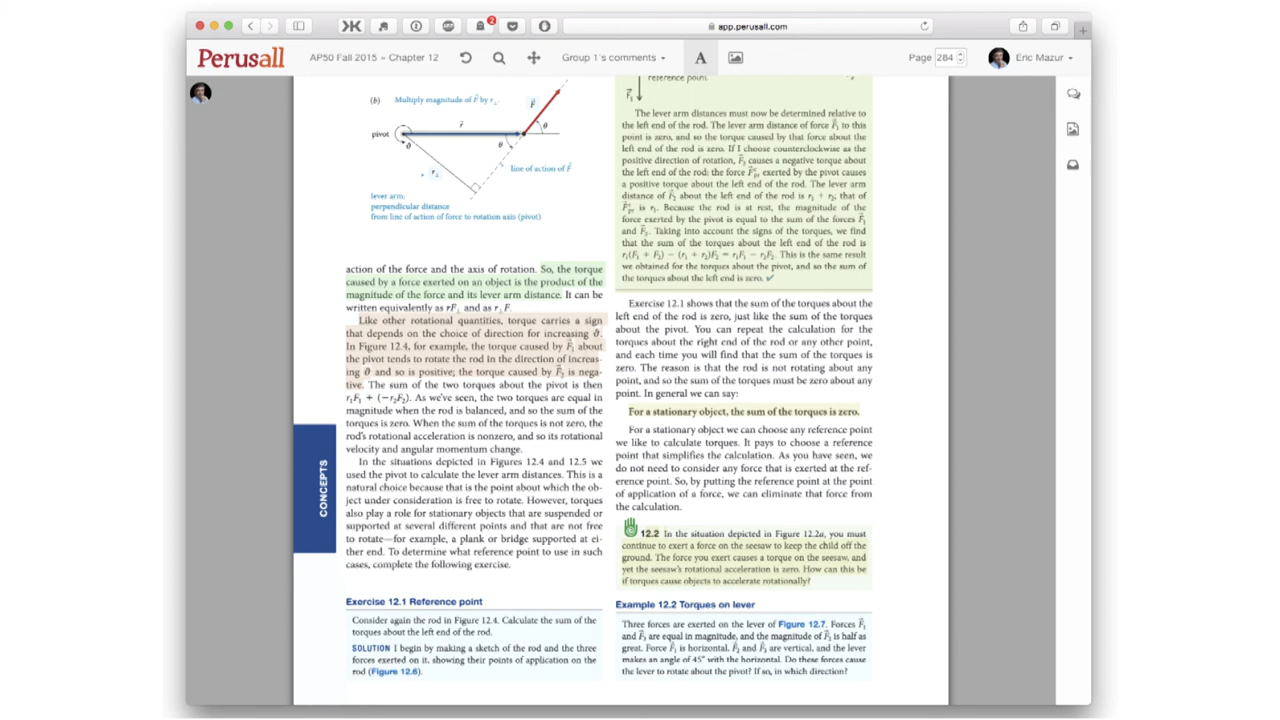 2
app.perusall.com
Perusall
AP50 Fall 2015 – Chapter 12
Group 1's comments
A
Page 284
Eric Mazur
(b)
Multiply magnitude of F⃗ by r⊥.
F⃗
r⃗
θ
pivot
ϑ
θ
r⊥
line of action of F⃗
lever arm:
perpendicular distance
from line of action of force to rotation axis (pivot)
action of the force and the axis of rotation. So, the torque
caused by a force exerted on an object is the product of the
magnitude of the force and its lever arm distance. It can be
written equivalently as rF⊥ and as r⊥F.
Like other rotational quantities, torque carries a sign
that depends on the choice of direction for increasing ϑ.
In Figure 12.4, for example, the torque caused by F⃗₁ about
the pivot tends to rotate the rod in the direction of increas-
ing ϑ and so is positive; the torque caused by F⃗₂ is nega-
tive. The sum of the two torques about the pivot is then
r₁F₁ + (−r₂F₂). As we've seen, the two torques are equal in
magnitude when the rod is balanced, and so the sum of the
torques is zero. When the sum of the torques is not zero, the
rod's rotational acceleration is nonzero, and so its rotational
velocity and angular momentum change.
In the situations depicted in Figures 12.4 and 12.5 we
used the pivot to calculate the lever arm distances. This is a
natural choice because that is the point about which the ob-
ject under consideration is free to rotate. However, torques
also play a role for stationary objects that are suspended or
supported at several different points and that are not free
to rotate—for example, a plank or bridge supported at ei-
ther end. To determine what reference point to use in such
cases, complete the following exercise.
CONCEPTS
Exercise 12.1 Reference point
Consider again the rod in Figure 12.4. Calculate the sum of the
torques about the left end of the rod.
SOLUTION I begin by making a sketch of the rod and the three
forces exerted on it, showing their points of application on the
rod (Figure 12.6).
reference point.
F⃗₁
The lever arm distances must now be determined relative to
the left end of the rod. The lever arm distance of force F⃗₁ to this
point is zero, and so the torque caused by that force about the
left end of the rod is zero. If I choose counterclockwise as the
positive direction of rotation, F⃗₂ causes a negative torque about
the left end of the rod; the force exerted by the pivot causes
a positive torque about the left end of the rod. The lever arm
distance of F⃗₂ about the left end of the rod is r₁ + r₂; that of
is r₁. Because the rod is at rest, the magnitude of the
force exerted by the pivot is equal to the sum of the forces F⃗₁
and F⃗₂. Taking into account the signs of the torques, we find
that the sum of the torques about the left end of the rod is
r₁(F₁ + F₂) − (r₁ + r₂)F₂ = r₁F₁ − r₂F₂. This is the same result
we obtained for the torques about the pivot, and so the sum of
the torques about the left end is zero. ✓
Exercise 12.1 shows that the sum of the torques about the
left end of the rod is zero, just like the sum of the torques
about the pivot. You can repeat the calculation for the
torques about the right end of the rod or any other point,
and each time you will find that the sum of the torques is
zero. The reason is that the rod is not rotating about any
point, and so the sum of the torques must be zero about any
point. In general we can say:
For a stationary object, the sum of the torques is zero.
For a stationary object we can choose any reference point
we like to calculate torques. It pays to choose a reference
point that simplifies the calculation. As you have seen, we
do not need to consider any force that is exerted at the ref-
erence point. So, by putting the reference point at the point
of application of a force, we can eliminate that force from
the calculation.
12.2 In the situation depicted in Figure 12.2a, you must
continue to exert a force on the seesaw to keep the child off the
ground. The force you exert causes a torque on the seesaw, and
yet the seesaw's rotational acceleration is zero. How can this be
if torques cause objects to accelerate rotationally?
Example 12.2 Torques on lever
Three forces are exerted on the lever of Figure 12.7. Forces F⃗₁
and F⃗₃ are equal in magnitude, and the magnitude of F⃗₂ is half as
great. Force F⃗₁ is horizontal, F⃗₂ and F⃗₃ are vertical, and the lever
makes an angle of 45° with the horizontal. Do these forces cause
the lever to rotate about the pivot? If so, in which direction?